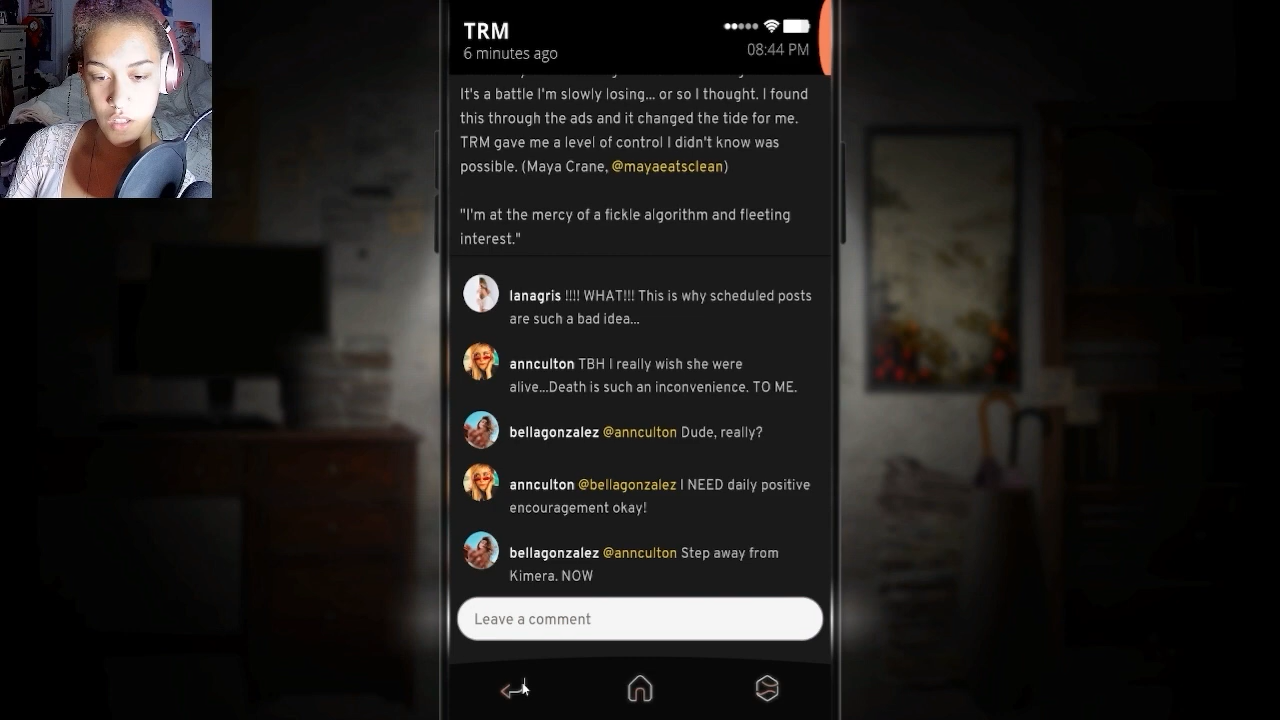 TRM
6 minutes ago
08:44 PM
It's a battle I'm slowly losing... or so I thought. I found
this through the ads and it changed the tide for me.
TRM gave me a level of control I didn't know was
possible. (Maya Crane, @mayaeatsclean)
"I'm at the mercy of a fickle algorithm and fleeting
interest."
lanagris !!!! WHAT!!! This is why scheduled posts
are such a bad idea...
annculton TBH I really wish she were
alive...Death is such an inconvenience. TO ME.
bellagonzalez @annculton Dude, really?
annculton @bellagonzalez I NEED daily positive
encouragement okay!
bellagonzalez @annculton Step away from
Kimera. NOW
Leave a comment